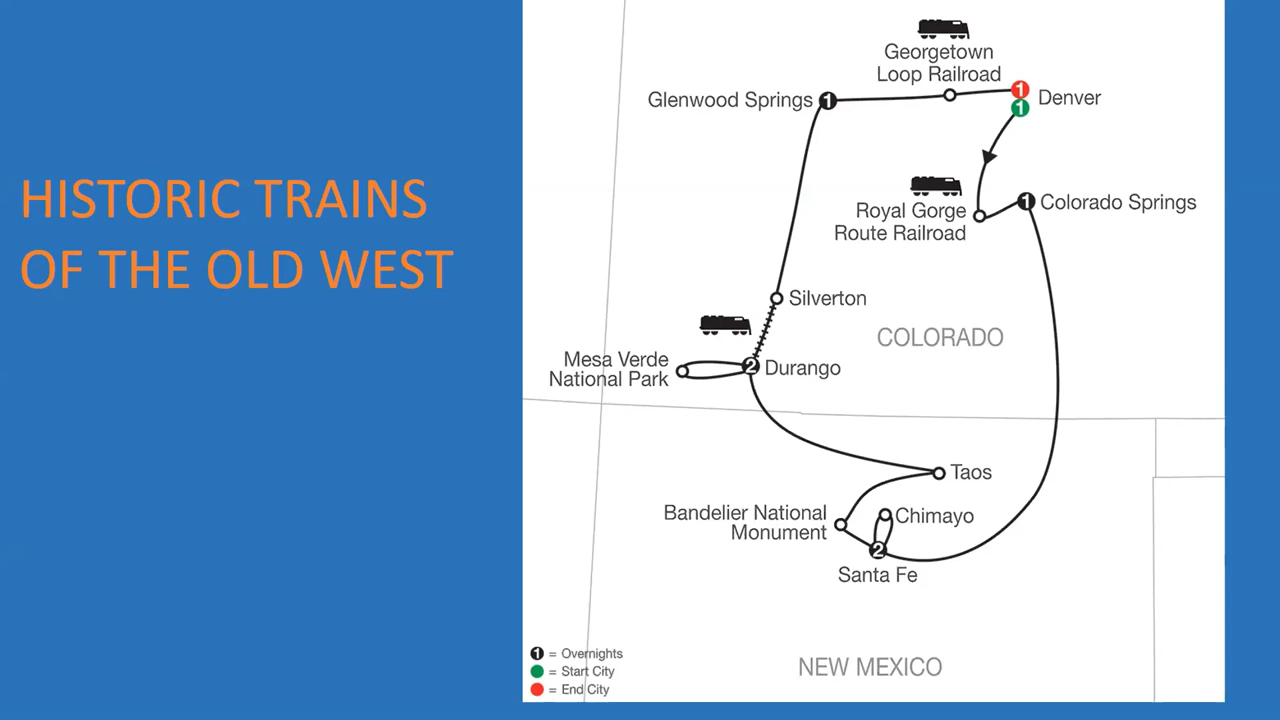 HISTORIC TRAINS
OF THE OLD WEST
Georgetown
Loop Railroad
Glenwood Springs
1
1
1
Denver
Royal Gorge
Route Railroad
1
Colorado Springs
Silverton
COLORADO
Mesa Verde
National Park
2
Durango
Taos
Bandelier National
Monument
Chimayo
2
Santa Fe
NEW MEXICO
1 = Overnights
= Start City
= End City